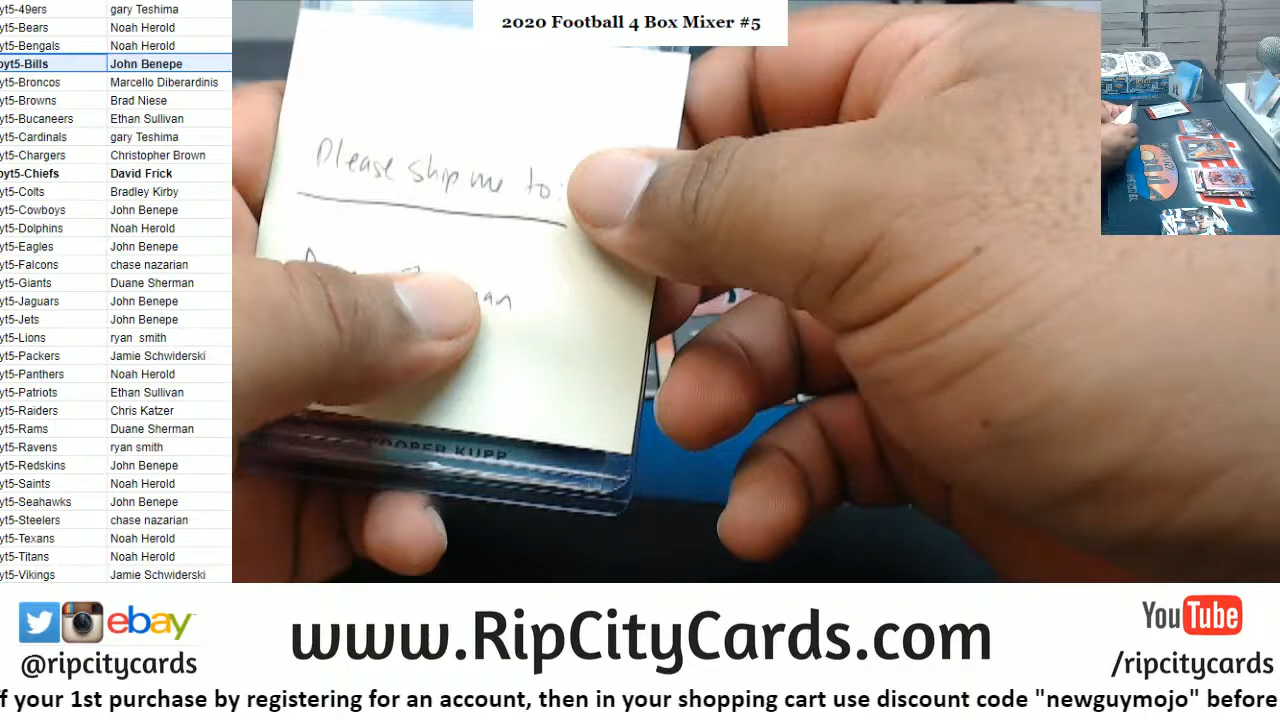 2020 Football 4 Box Mixer #5
yt5-49ers gary Teshima
yt5-Bears Noah Herold
yt5-Bengals Noah Herold
oyt5-Bills John Benepe
yt5-Broncos Marcello Diberardinis
yt5-Browns Brad Niese
yt5-Bucaneers Ethan Sullivan
yt5-Cardinals gary Teshima
yt5-Chargers Christopher Brown
oyt5-Chiefs David Frick
yt5-Colts Bradley Kirby
yt5-Cowboys John Benepe
yt5-Dolphins Noah Herold
yt5-Eagles John Benepe
yt5-Falcons chase nazarian
yt5-Giants Duane Sherman
yt5-Jaguars John Benepe
yt5-Jets John Benepe
yt5-Lions ryan smith
yt5-Packers Jamie Schwiderski
yt5-Panthers Noah Herold
yt5-Patriots Ethan Sullivan
yt5-Raiders Chris Katzer
yt5-Rams Duane Sherman
yt5-Ravens ryan smith
yt5-Redskins John Benepe
yt5-Saints Noah Herold
yt5-Seahawks John Benepe
yt5-Steelers chase nazarian
yt5-Texans Noah Herold
yt5-Titans Noah Herold
yt5-Vikings Jamie Schwiderski
Please ship me to:
COOPER KUPP
ebay
@ripcitycards
www.RipCityCards.com
YouTube
/ripcitycards
f your 1st purchase by registering for an account, then in your shopping cart use discount code "newguymojo" before